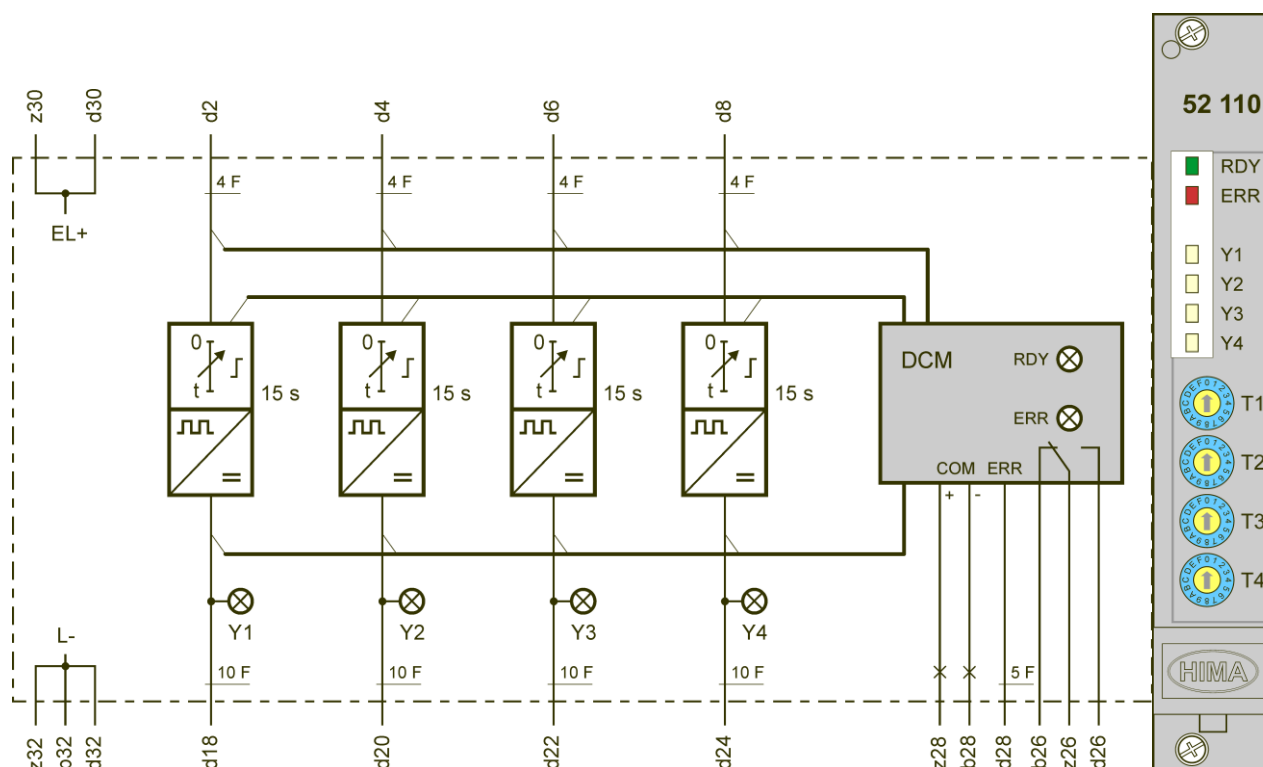 z30 d30 d2 d4 d6 d8
52 110
4 F 4 F 4 F 4 F
RDY
ERR
EL+
Y1
Y2
Y3
Y4
0 0 0 0
t t t t
15 s 15 s 15 s 15 s
DCM RDY
ERR
COM ERR
+ -
T1
T2
T3
T4
Y1 Y2 Y3 Y4
L-
10 F 10 F 10 F 10 F 5 F
HIMA
z32 b32 d32 d18 d20 d22 d24 z28 b28 d28 b26 z26 d26